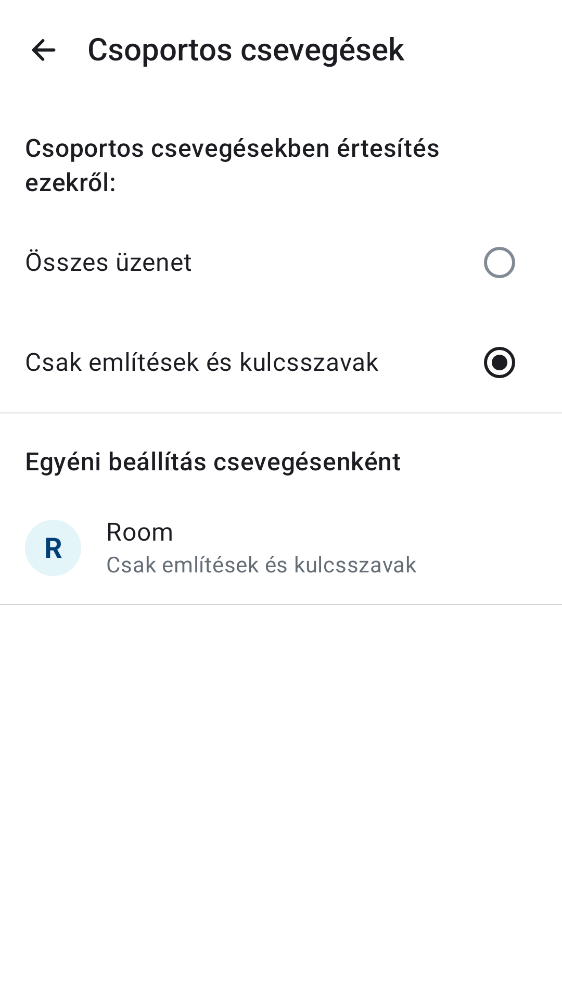 Csoportos csevegések
Csoportos csevegésekben értesítés
ezekről:
Összes üzenet
Csak említések és kulcsszavak
Egyéni beállítás csevegésenként
R
Room
Csak említések és kulcsszavak